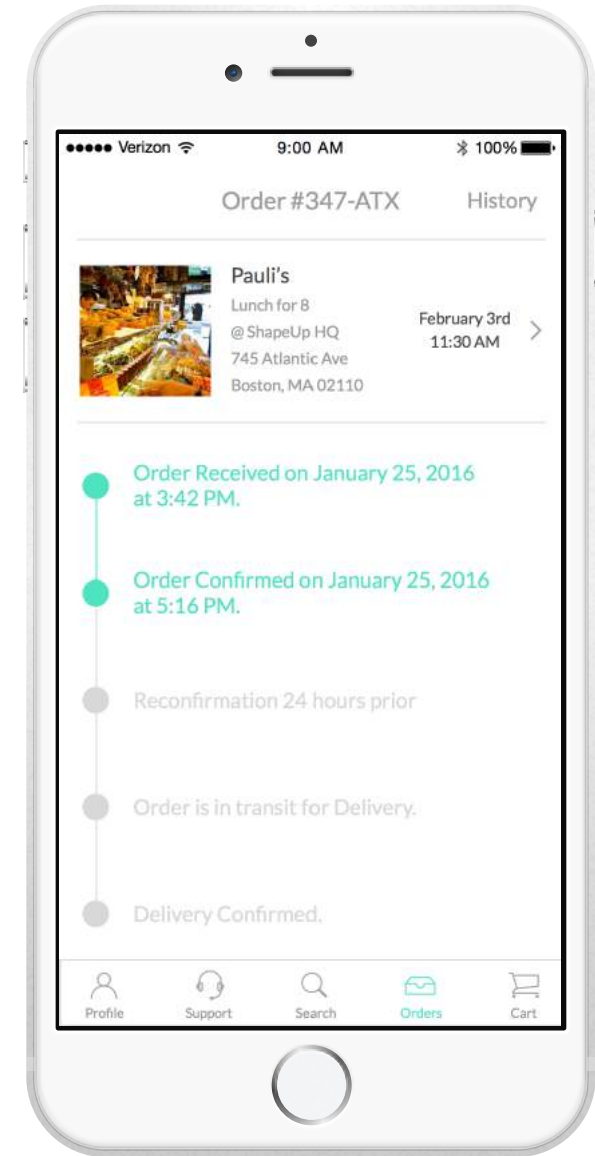 Verizon 9:00 AM 100%
Order #347-ATX History
Pauli's
Lunch for 8
@ ShapeUp HQ
745 Atlantic Ave
Boston, MA 02110
February 3rd
11:30 AM
Order Received on January 25, 2016
at 3:42 PM.
Order Confirmed on January 25, 2016
at 5:16 PM.
Reconfirmation 24 hours prior
Order is in transit for Delivery.
Delivery Confirmed.
Profile Support Search Orders Cart